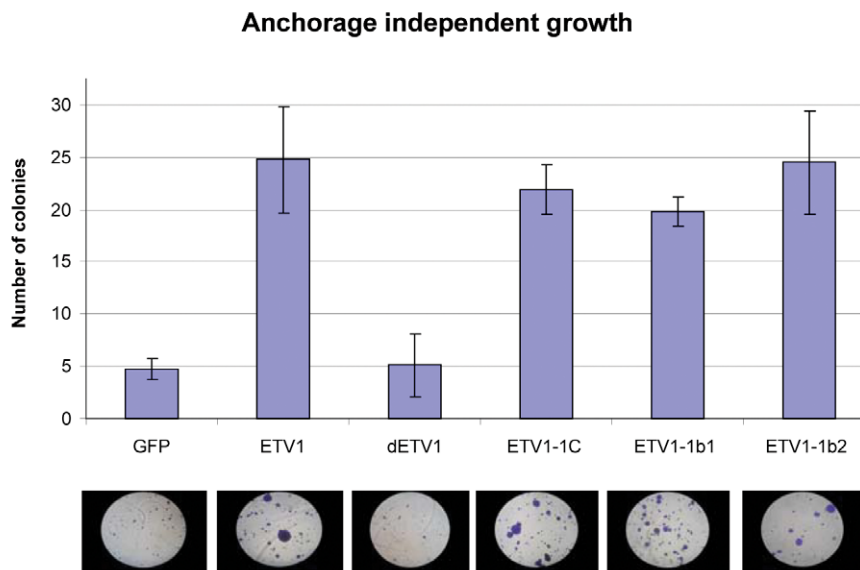 Anchorage independent growth
Number of colonies
30
25
20
15
10
5
0
GFP ETV1 dETV1 ETV1-1C ETV1-1b1 ETV1-1b2